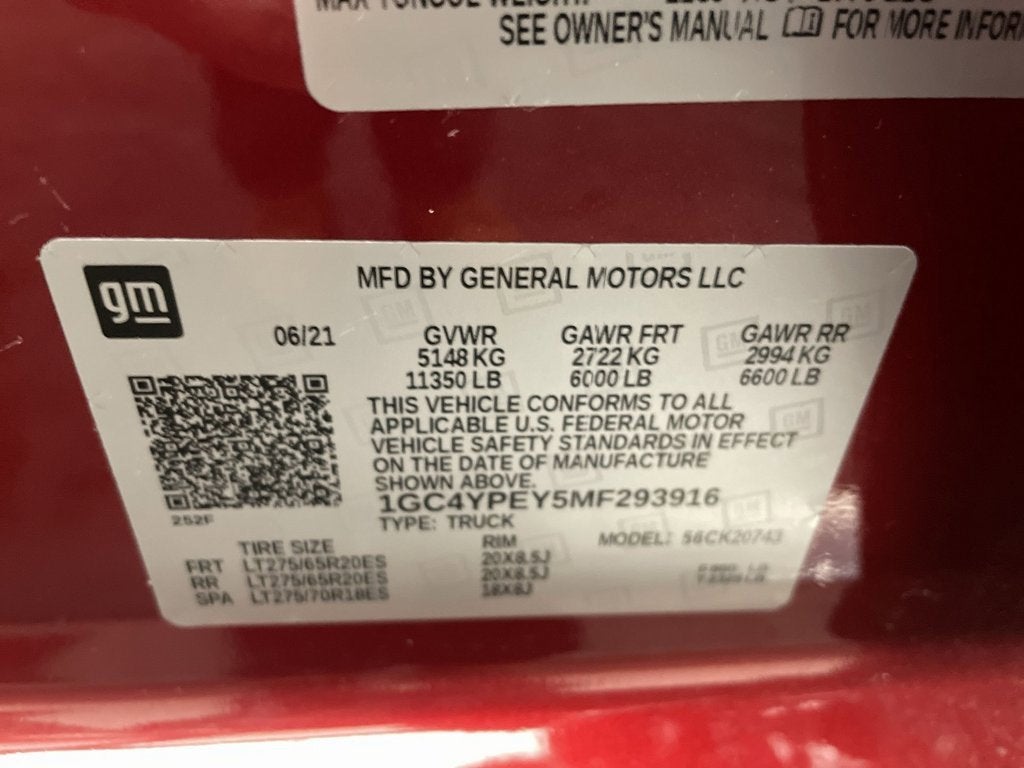 SEE OWNER'S MANUAL FOR MORE INFOR
gm
MFD BY GENERAL MOTORS LLC
06/21 GVWR GAWR FRT GAWR RR
5148 KG 2722 KG 2994 KG
11350 LB 6000 LB 6600 LB
THIS VEHICLE CONFORMS TO ALL
APPLICABLE U.S. FEDERAL MOTOR
VEHICLE SAFETY STANDARDS IN EFFECT
ON THE DATE OF MANUFACTURE
SHOWN ABOVE.
1GC4YPEY5MF293916
252F
TYPE: TRUCK
TIRE SIZE RIM MODEL:
FRT LT275/65R20ES 20X8.5J
RR LT275/65R20ES 20X8.5J
SPA LT275/70R18ES 18X8J